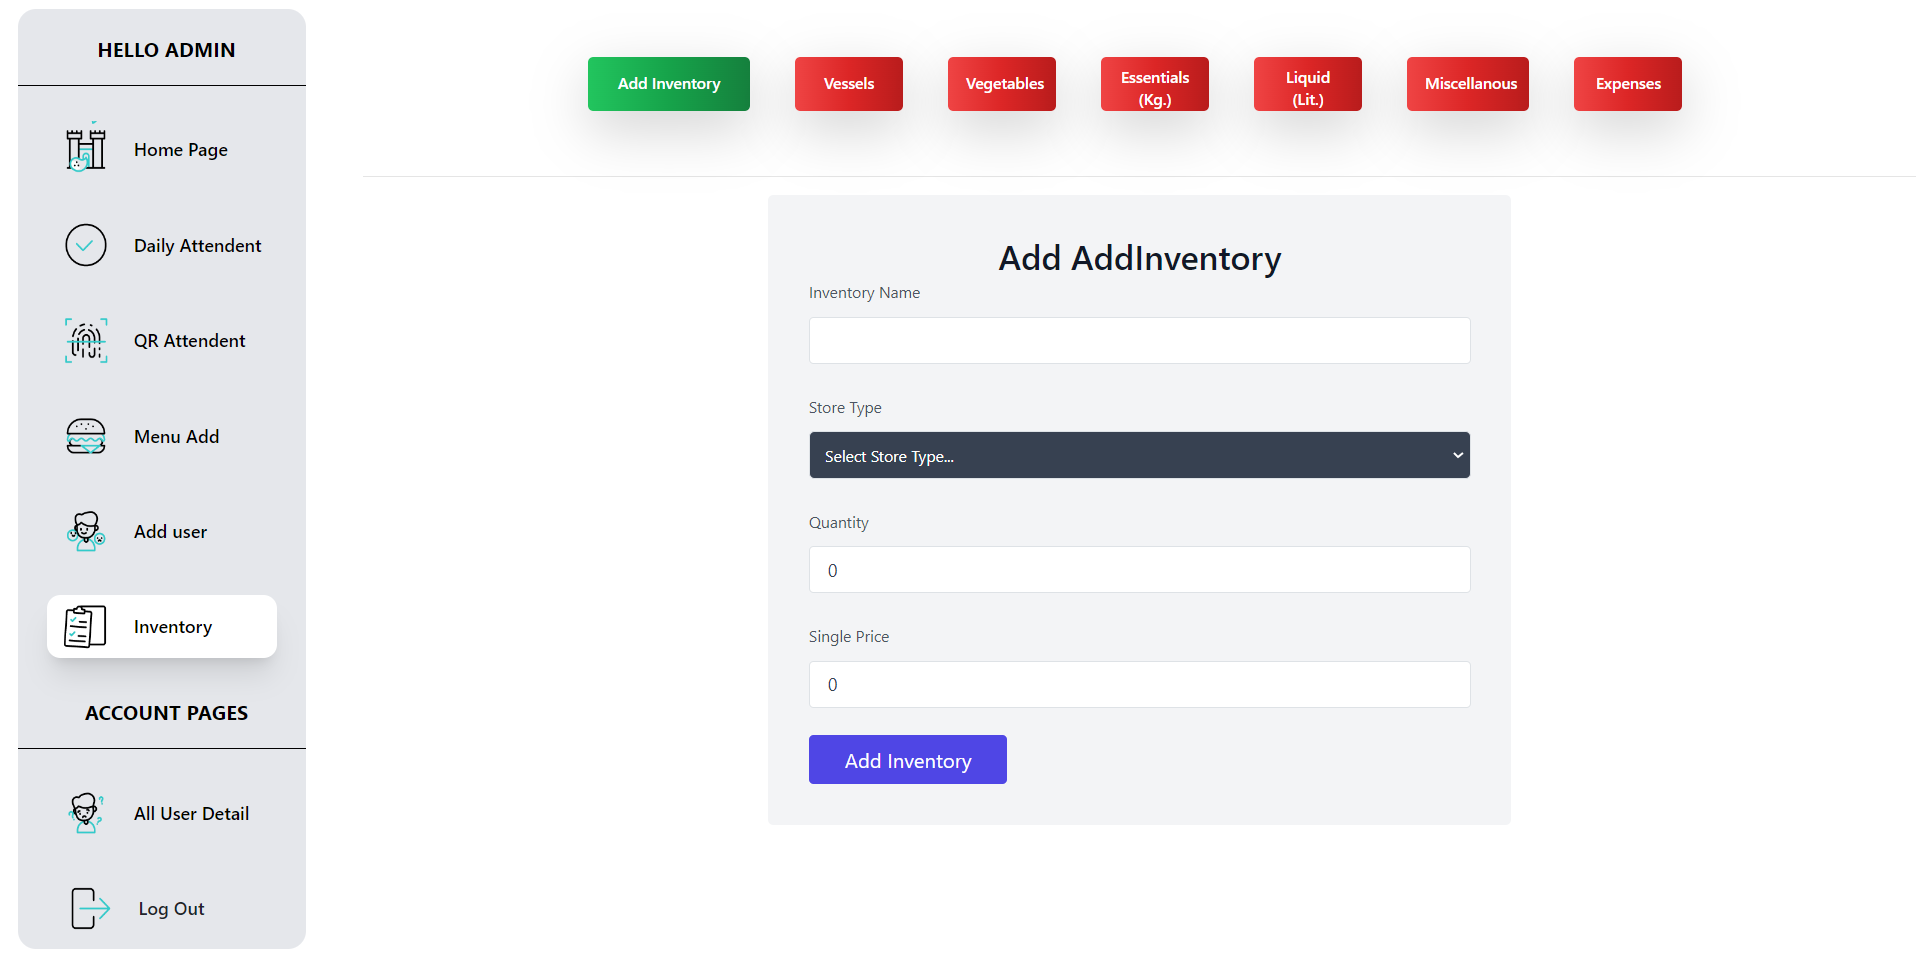 HELLO ADMIN
Home Page
Daily Attendent
QR Attendent
Menu Add
Add user
Inventory
ACCOUNT PAGES
All User Detail
Log Out
Add Inventory
Vessels
Vegetables
Essentials
(Kg.)
Liquid
(Lit.)
Miscellanous
Expenses
Add AddInventory
Inventory Name
Store Type
Select Store Type...
Quantity
0
Single Price
0
Add Inventory